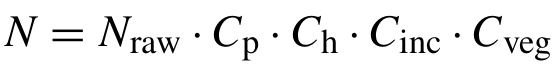 N = N_raw · C_p · C_h · C_inc · C_veg